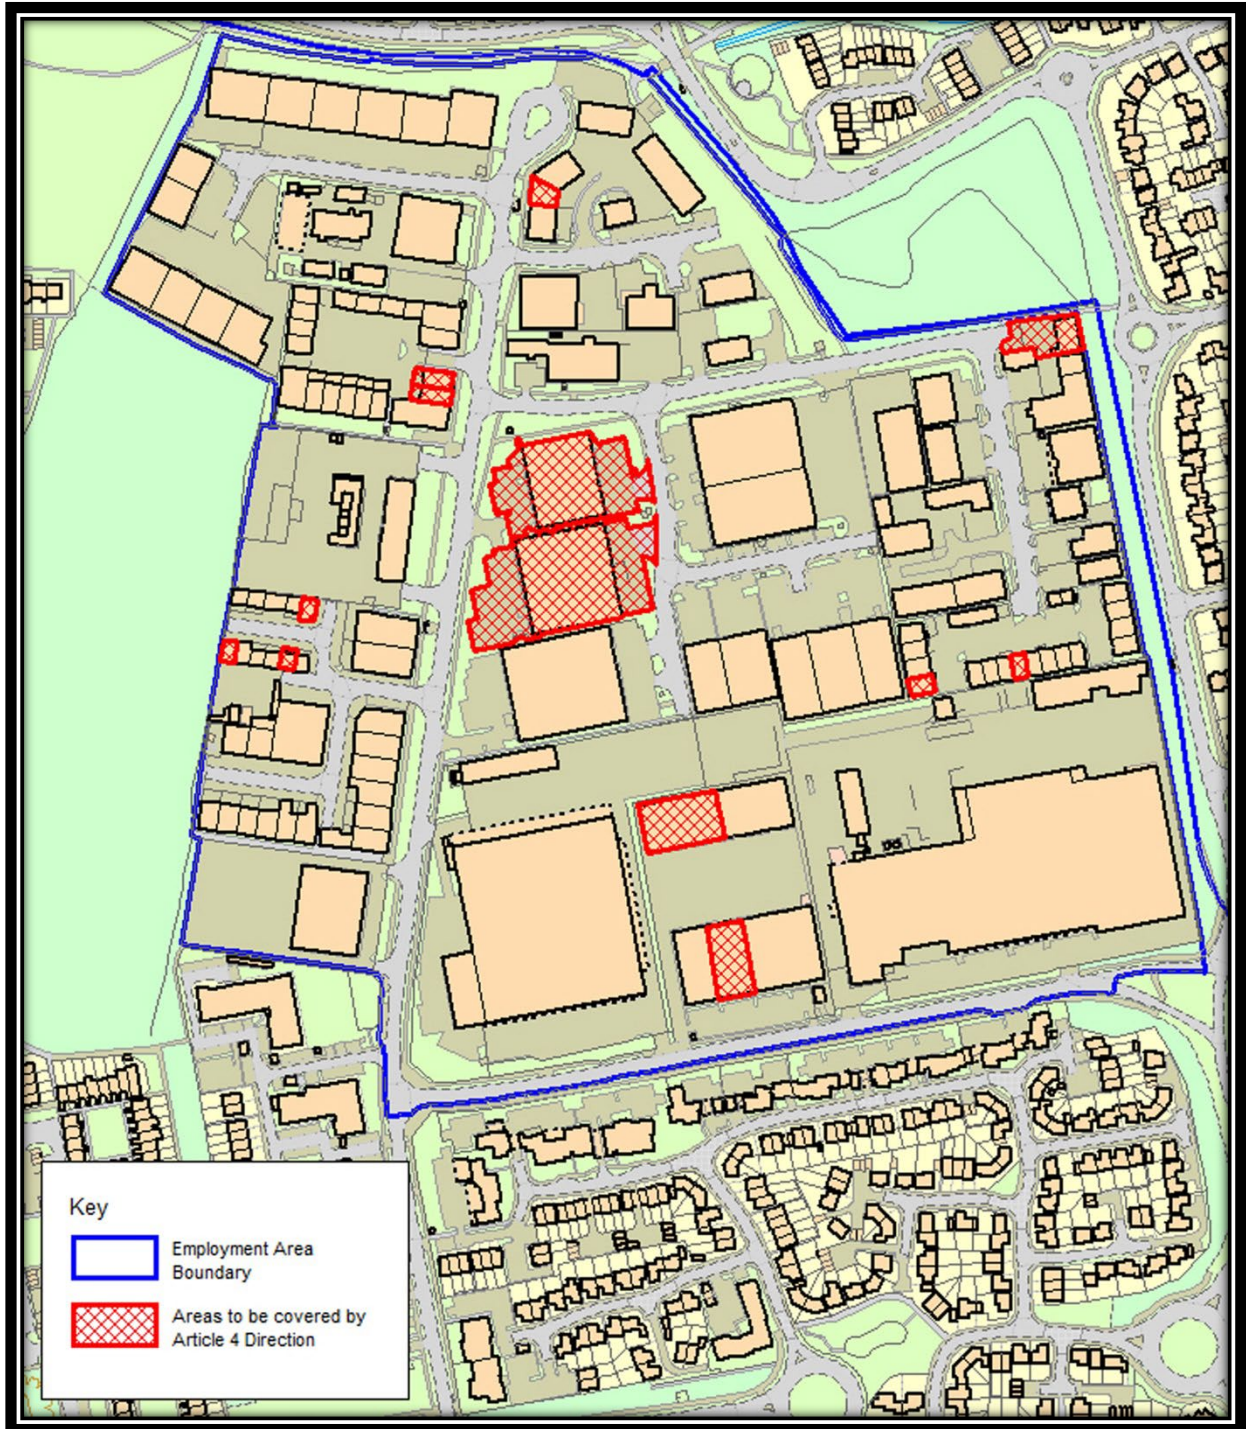 Key
Employment Area
Boundary
Areas to be covered by
Article 4 Direction